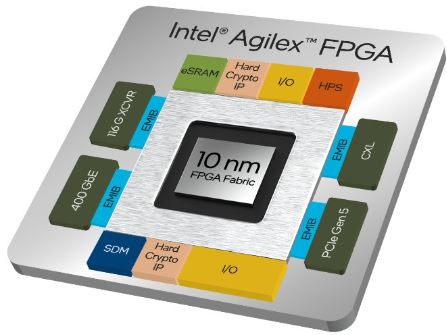 Intel® Agilex™ FPGA
eSRAM
Hard
Crypto
IP
I/O
HPS
116 G XCVR
EMIB
EMIB
CXL
10 nm
FPGA Fabric
400 GbE
EMIB
EMIB
PCIe Gen 5
SDM
Hard
Crypto
IP
I/O